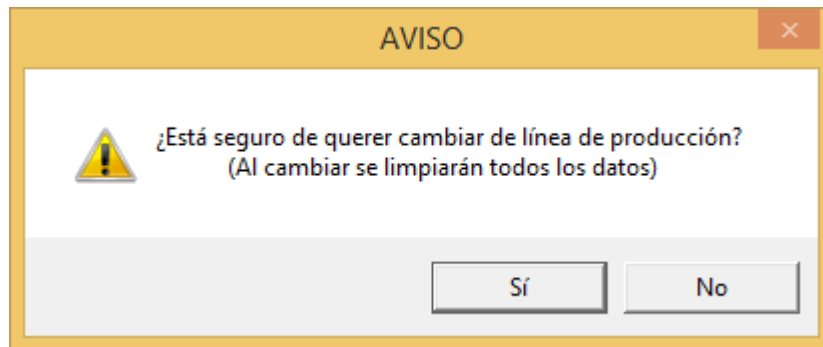 AVISO
¿Está seguro de querer cambiar de línea de producción?
(Al cambiar se limpiarán todos los datos)
Sí
No